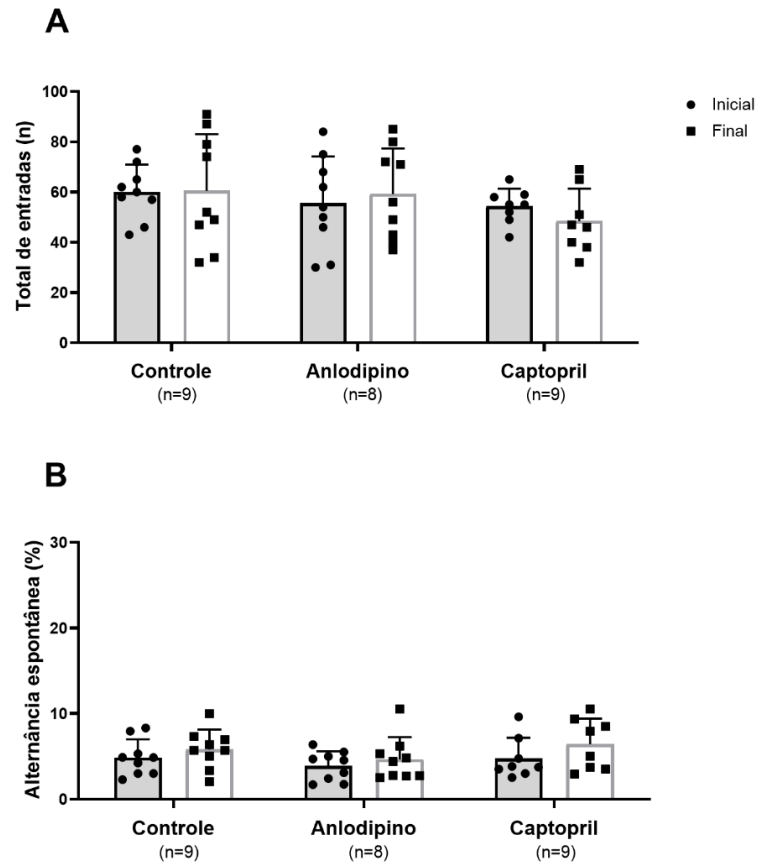 A
Total de entradas (n)
100
80
60
40
20
0
Inicial
Final
Controle
(n=9)
Anlodipino
(n=8)
Captopril
(n=9)
B
Alternância espontânea (%)
30
20
10
0
Controle
(n=9)
Anlodipino
(n=8)
Captopril
(n=9)